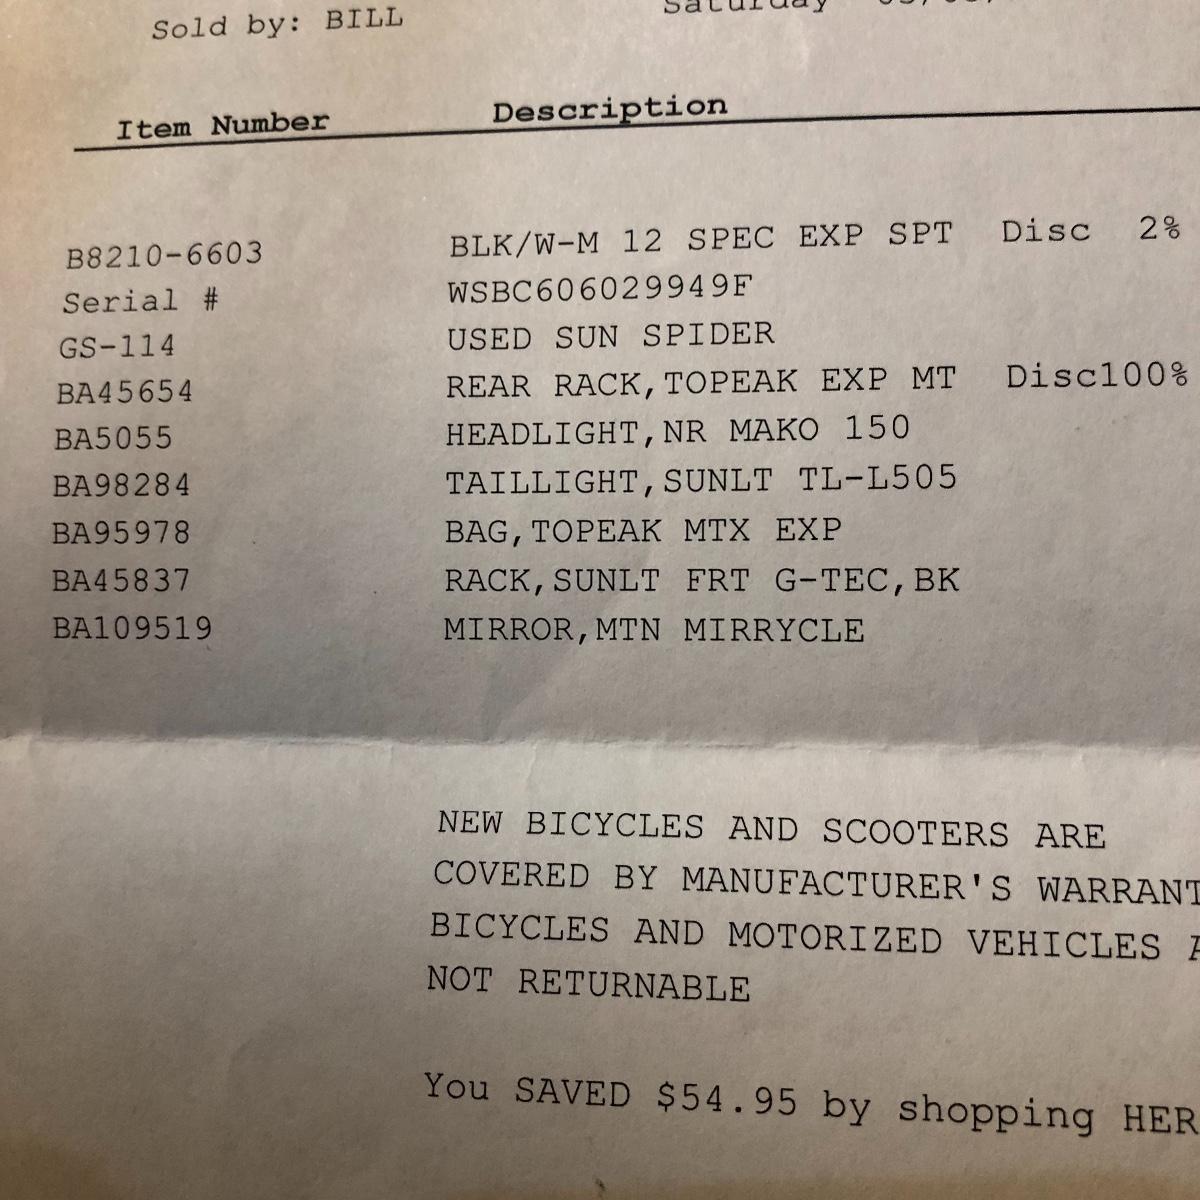 Sold by: BILL Saturday
Item Number Description
B8210-6603 BLK/W-M 12 SPEC EXP SPT Disc 2%
Serial # WSBC606029949F
GS-114 USED SUN SPIDER
BA45654 REAR RACK,TOPEAK EXP MT Disc100%
BA5055 HEADLIGHT,NR MAKO 150
BA98284 TAILLIGHT,SUNLT TL-L505
BA95978 BAG,TOPEAK MTX EXP
BA45837 RACK,SUNLT FRT G-TEC,BK
BA109519 MIRROR,MTN MIRRYCLE
NEW BICYCLES AND SCOOTERS ARE
COVERED BY MANUFACTURER'S WARRANT
BICYCLES AND MOTORIZED VEHICLES A
NOT RETURNABLE
You SAVED $54.95 by shopping HER